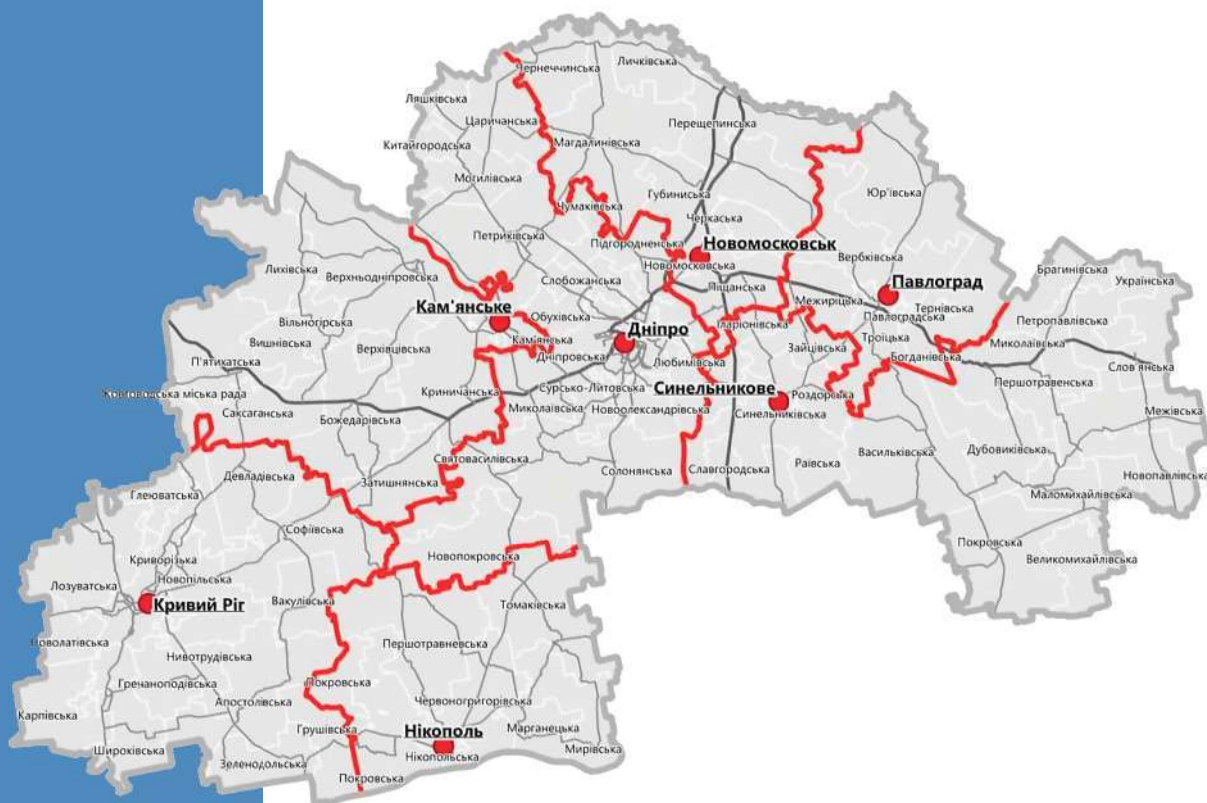 Личківська
Чернеччинська
Ляшківська
Царичанська
Перещепинська
Китайгородська
Магдалинівська
Могилівська
Юр'ївська
Губиниська
Чумаківська
Черкаська
Петриківська
Підгородненська
Новомосковськ
Лихівська
Верхньодніпровська
Слобожанська
Новомосковська
Вербківська
Брагинівська
Українська
Піщанська
Павлоград
Кам'янське
Межиріцька
Тернівська
Вільногірська
Обухівська
Павлоградська
Петропавлівська
Іларіонівська
Дніпро
Вишнівська
Верхівцівська
Кам'янська
Троїцька
Миколаївська
Зайцівська
Богданівська
П'ятихатська
Дніпровська
Любимівська
Слов'янська
Криничанська
Сурсько-Литовська
Синельникове
Першотравенська
Жовтоводська міська рада
Роздорська
Саксаганська
Миколаївська
Новоолександрівська
Синельниківська
Межівська
Божедарівська
Васильківська
Дубовиківська
Святовасилівська
Раївська
Солонянська
Славгородська
Девладівська
Затишнянська
Новопавлівська
Глеюватська
Маломихайлівська
Софіївська
Покровська
Криворізька
Новопокровська
Великомихайлівська
Новопільська
Лозуватська
Кривий Ріг
Вакулівська
Томаківська
Новолатівська
Першотравневська
Нивотрудівська
Гречаноподівська
Покровська
Апостолівська
Червоногригорівська
Карпівська
Грушівська
Нікополь
Марганецька
Широківська
Мирівська
Нікопольська
Зеленодольська
Покровська